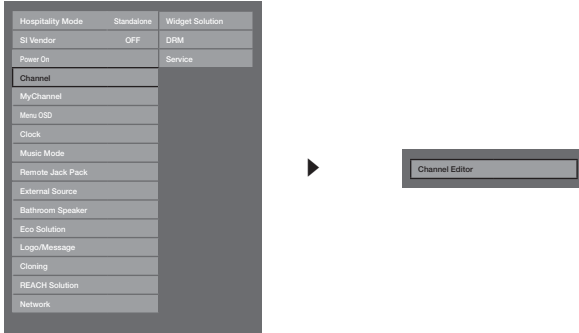 Hospitality Mode Standalone Widget Solution
SI Vendor OFF DRM
Power On Service
Channel
MyChannel
Menu OSD
Clock
Music Mode
Remote Jack Pack
External Source
Bathroom Speaker
Eco Solution
Logo/Message
Cloning
REACH Solution
Network
Channel Editor